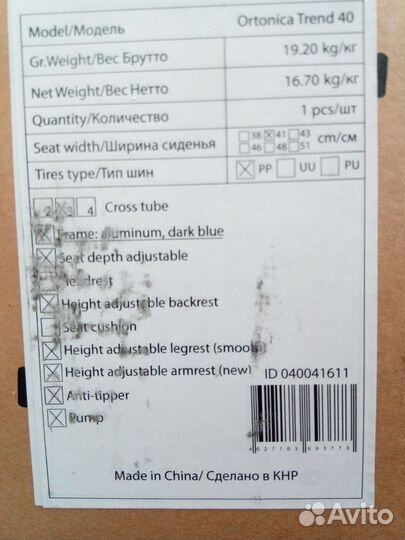 Model/Модель Ortonica Trend 40
Gr.Weight/Вес Брутто 19.20 kg/кг
Net Weight/Вес Нетто 16.70 kg/кг
Quantity/Количество 1 pcs/шт
Seat width/Ширина сиденья 38 41 43 46 48 51 cm/см
Tires type/Тип шин PP UU PU
2 3 4 Cross tube
Frame: aluminum, dark blue
Seat depth adjustable
Headrest
Height adjustable backrest
Seat cushion
Height adjustable legrest (smooth)
Height adjustable armrest (new) ID 040041611
Anti-tipper
Pump
Made in China/ Сделано в КНР
Avito